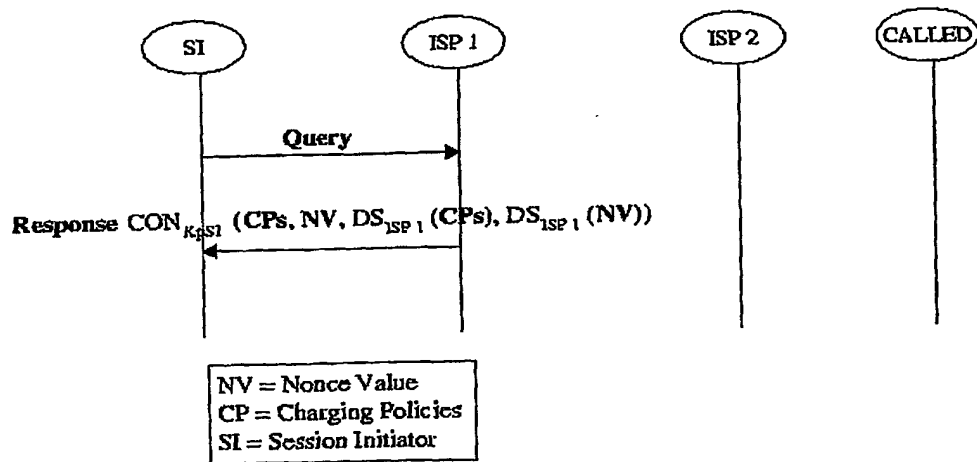 SI
ISP 1
ISP 2
CALLED
Query
Response CON_KpSI (CPs, NV, DS_ISP 1 (CPs), DS_ISP 1 (NV))
NV = Nonce Value
CP = Charging Policies
SI = Session Initiator